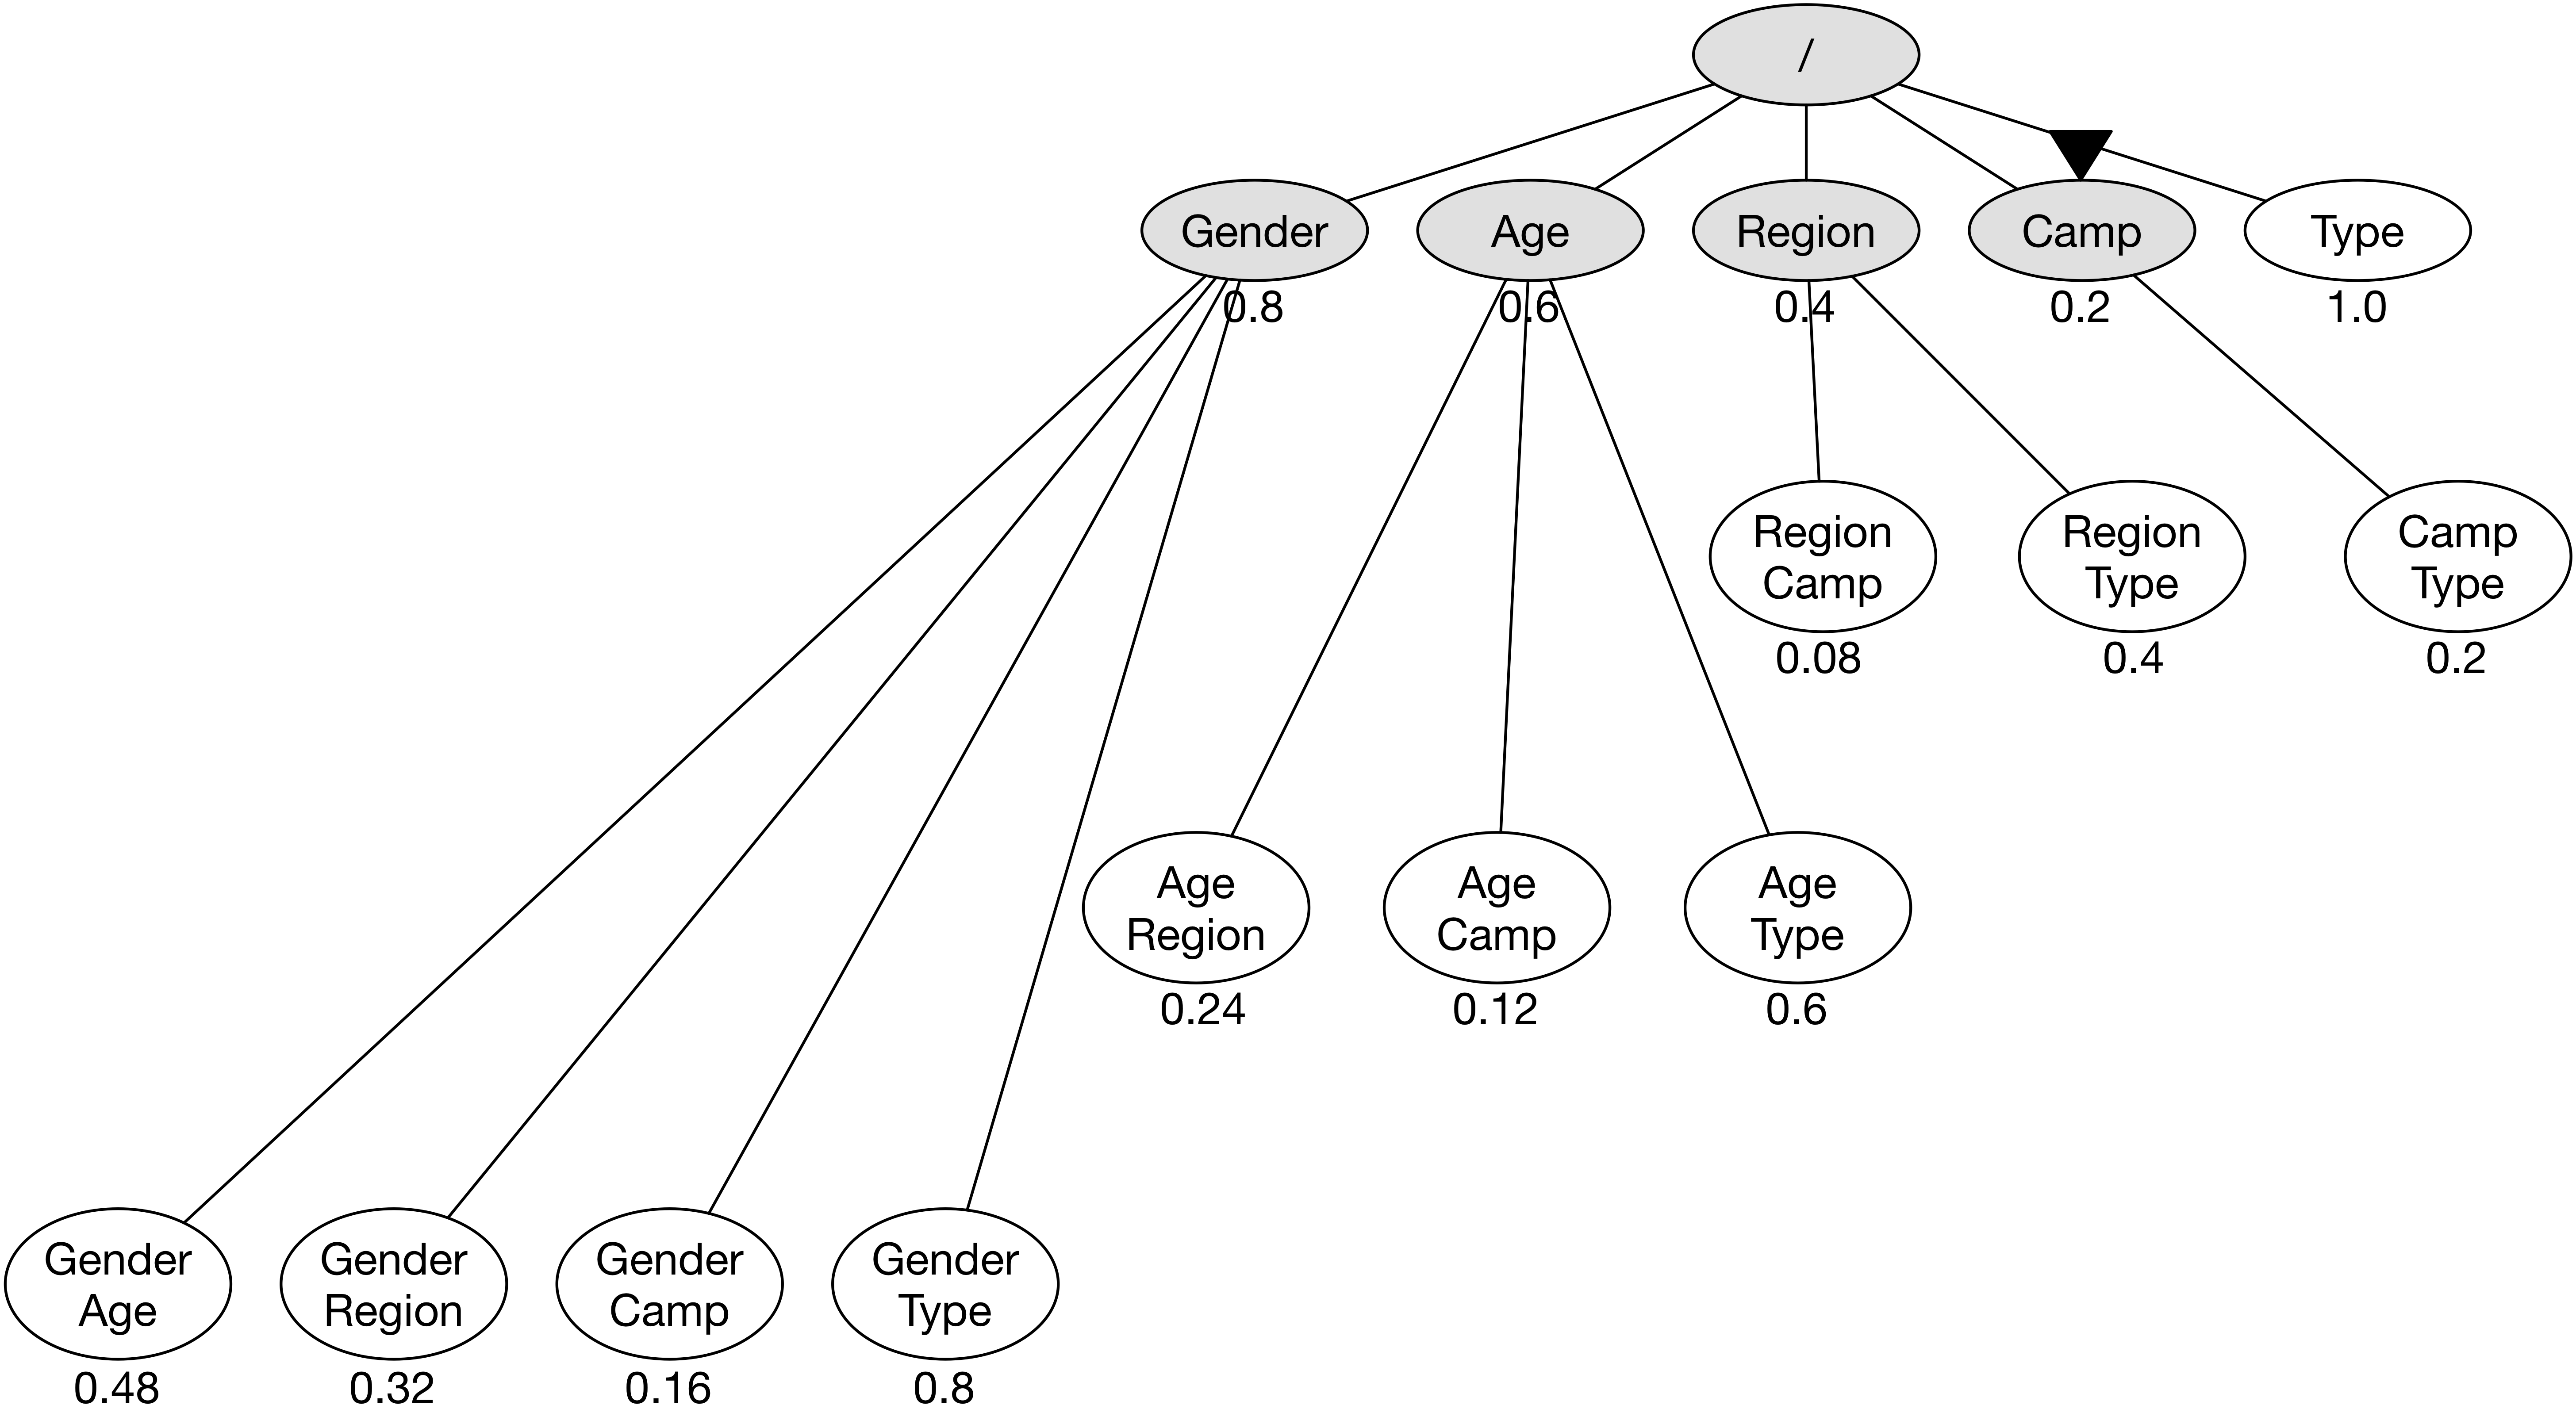 /
Gender
Age
Region
Camp
Type
0.8
0.6
0.4
0.2
1.0
Region
Camp
0.08
Region
Type
0.4
Camp
Type
0.2
Age
Region
0.24
Age
Camp
0.12
Age
Type
0.6
Gender
Age
0.48
Gender
Region
0.32
Gender
Camp
0.16
Gender
Type
0.8